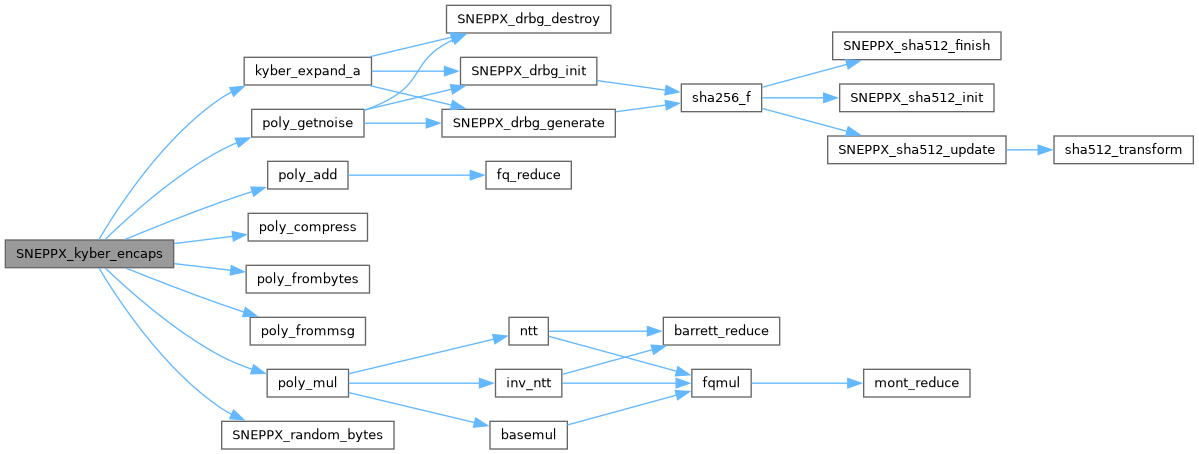 SNEPPX_kyber_encaps
kyber_expand_a
poly_getnoise
poly_add
poly_compress
poly_frombytes
poly_frommsg
poly_mul
SNEPPX_random_bytes
SNEPPX_drbg_destroy
SNEPPX_drbg_init
SNEPPX_drbg_generate
fq_reduce
ntt
inv_ntt
basemul
sha256_f
barrett_reduce
fqmul
SNEPPX_sha512_finish
SNEPPX_sha512_init
SNEPPX_sha512_update
mont_reduce
sha512_transform